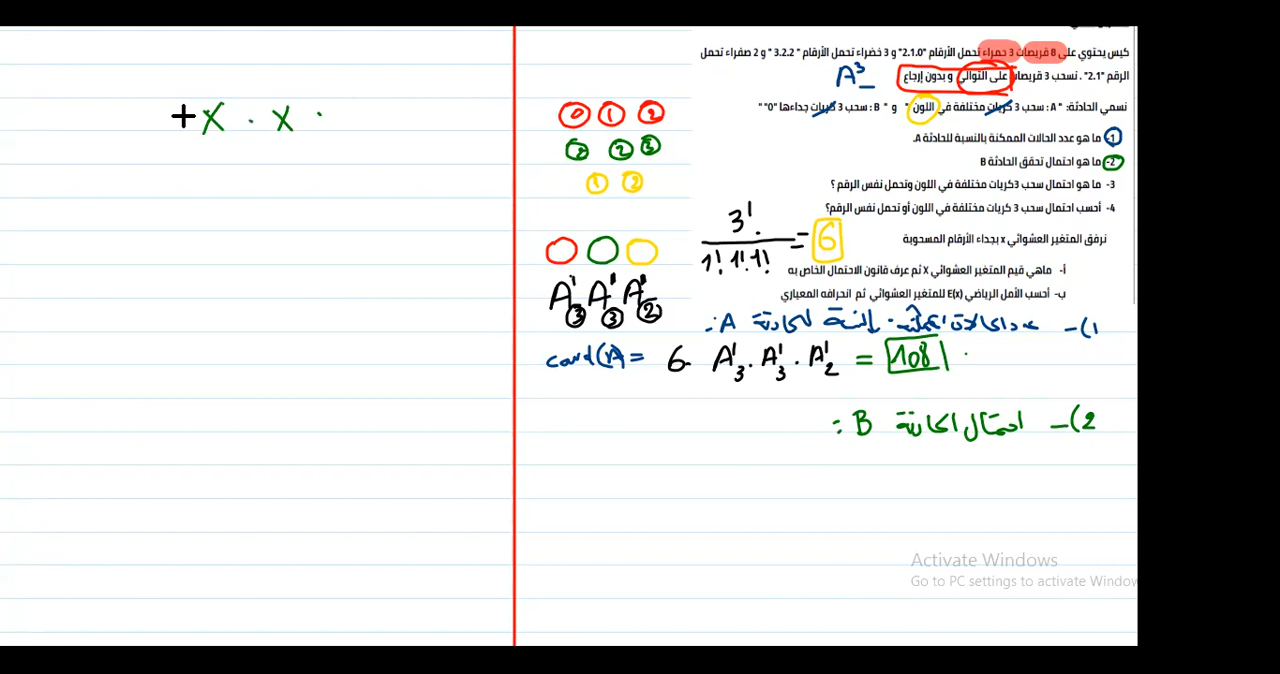 كيس يحتوي على 8 قريصات 3 حمراء تحمل الأرقام "2.1.0" و 3 خضراء تحمل الأرقام " 3.2.2" و 2 صفراء تحمل
الرقم "2.1" . نسحب 3 قريصات على التوالي و بدون إرجاع
A³
نسمي الحادثة: " A : سحب 3 كريات مختلفة في اللون " و " B : سحب 3 كريات جداءها "0" "
1- ما هو عدد الحالات الممكنة بالنسبة للحادثة A.
2- ما هو احتمال تحقق الحادثة B
3- ما هو احتمال سحب 3 كريات مختلفة في اللون وتحمل نفس الرقم ؟
4- أحسب احتمال سحب 3 كريات مختلفة في اللون أو تحمل نفس الرقم؟
نرفق المتغير العشوائي x بجداء الأرقام المسحوبة
أ- ماهي قيم المتغير العشوائي X ثم عرف قانون الاحتمال الخاص به
ب- أحسب الأمل الرياضي E(x) للمتغير العشوائي ثم انحرافه المعياري
0 1 2
2 2 3
1 2
A¹₃ A¹₃ A¹₂
3! / 1!.1!.1! = 6
1)- عدد الحالات الممكنة بالنسبة للحادثة A :
card(A) = 6. A¹₃ . A¹₃ . A¹₂ = 108
2)- احتمال الحادثة B :
X . X .
Activate Windows
Go to PC settings to activate Window